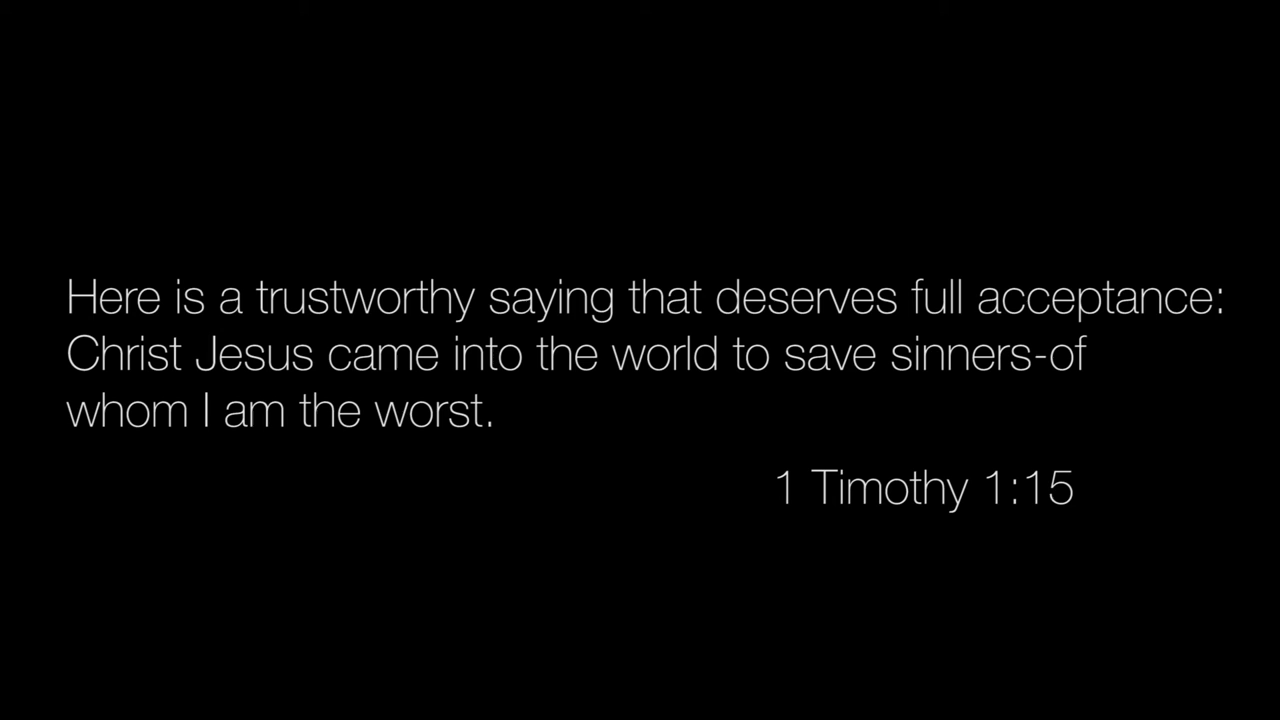 Here is a trustworthy saying that deserves full acceptance:
Christ Jesus came into the world to save sinners-of
whom I am the worst.
1 Timothy 1:15